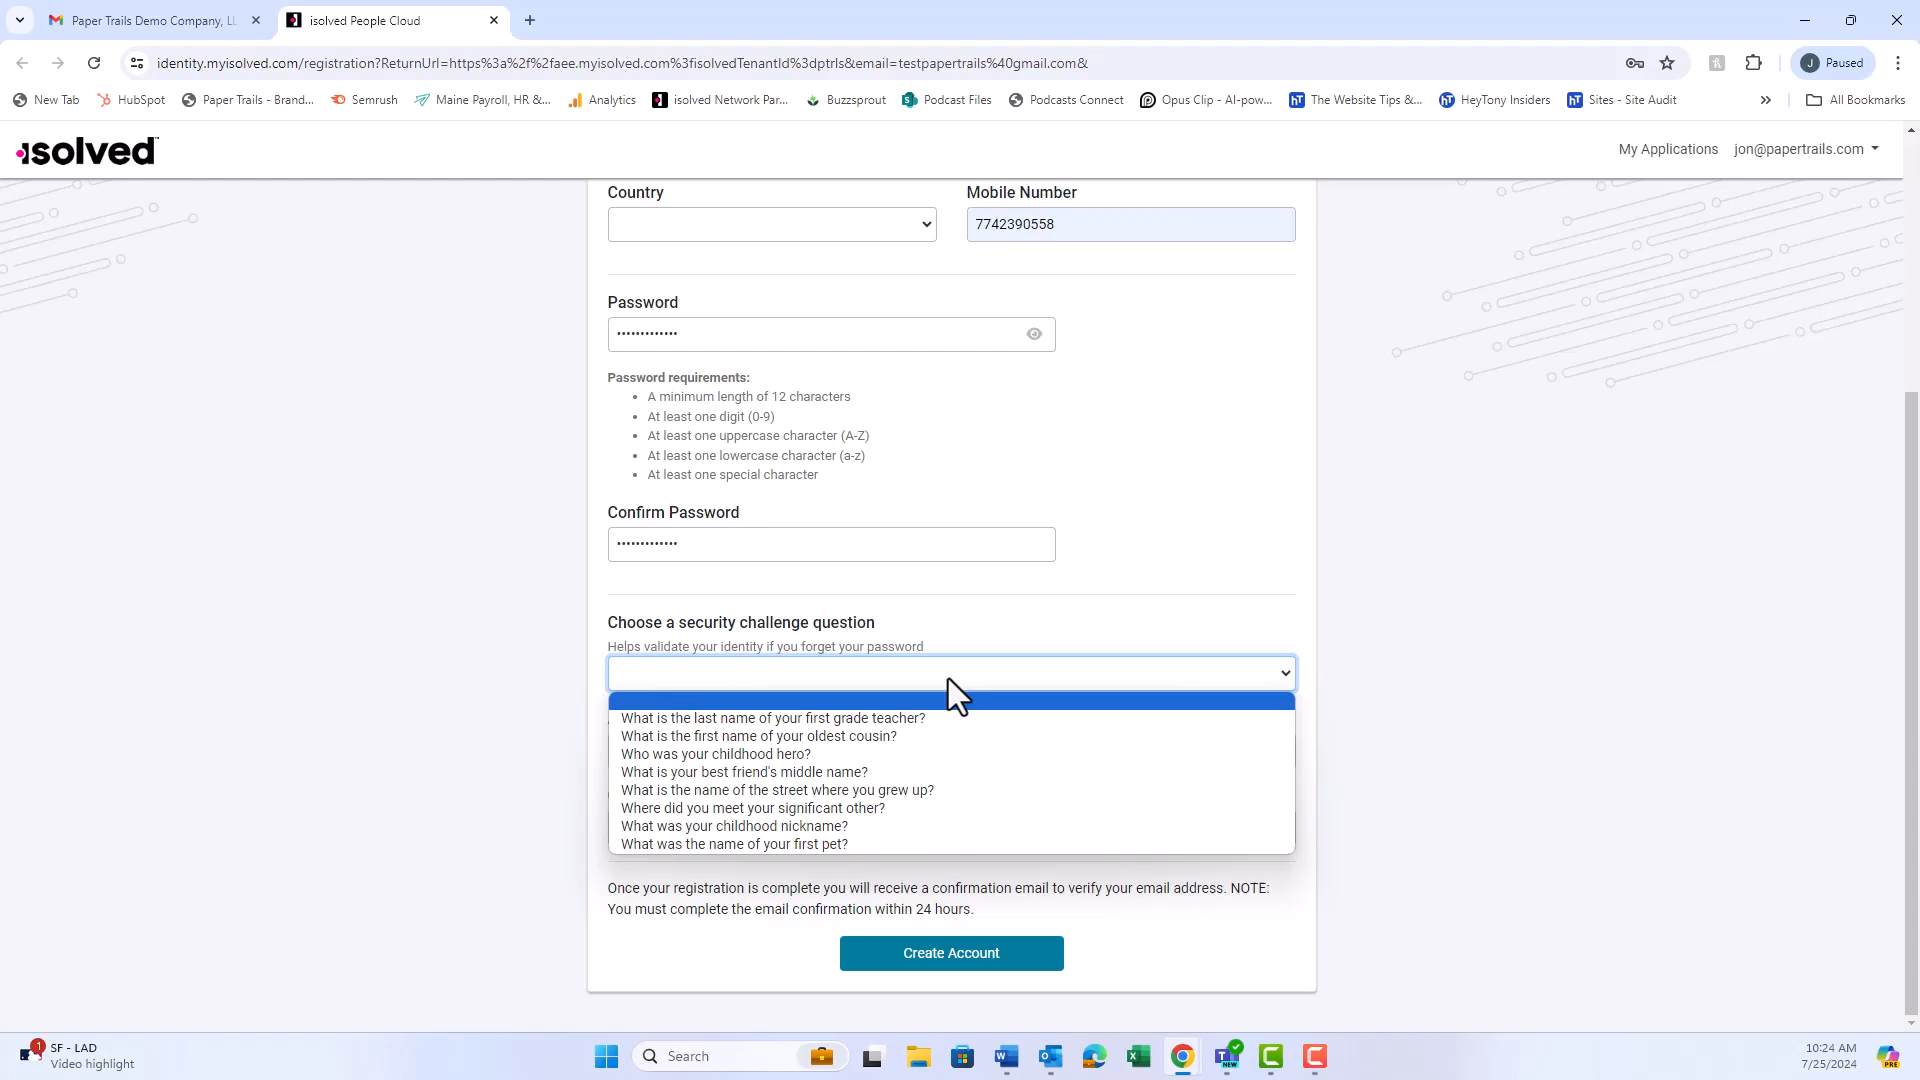 Paper Trails Demo Company, LL
isolved People Cloud
identity.myisolved.com/registration?ReturnUrl=https%3a%2f%2faee.myisolved.com%3fisolvedTenantId%3dptrls&email=testpapertrails%40gmail.com&
J Paused
New Tab HubSpot Paper Trails - Brand... Semrush Maine Payroll, HR &... Analytics isolved Network Par... Buzzsprout Podcast Files Podcasts Connect Opus Clip - AI-pow... The Website Tips &... HeyTony Insiders Sites - Site Audit » All Bookmarks
isolved
My Applications jon@papertrails.com
Country Mobile Number
7742390558
Password
•••••••••••••
Password requirements:
• A minimum length of 12 characters
• At least one digit (0-9)
• At least one uppercase character (A-Z)
• At least one lowercase character (a-z)
• At least one special character
Confirm Password
•••••••••••••
Choose a security challenge question
Helps validate your identity if you forget your password
What is the last name of your first grade teacher?
What is the first name of your oldest cousin?
Who was your childhood hero?
What is your best friend's middle name?
What is the name of the street where you grew up?
Where did you meet your significant other?
What was your childhood nickname?
What was the name of your first pet?
Once your registration is complete you will receive a confirmation email to verify your email address. NOTE:
You must complete the email confirmation within 24 hours.
Create Account
1 SF - LAD
Video highlight
Search
NEW
10:24 AM
7/25/2024
PRE